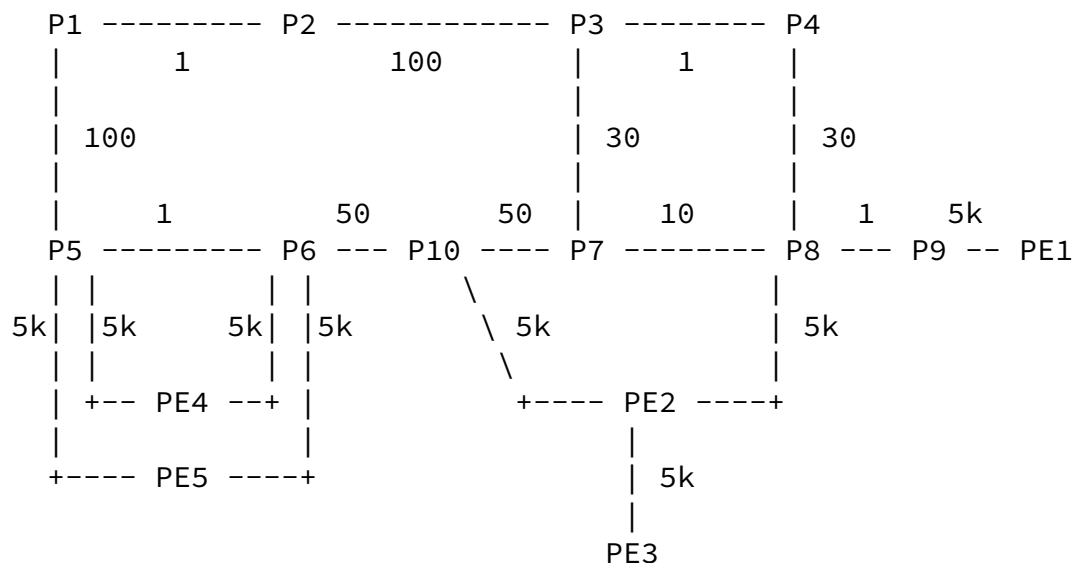 P1 --------- P2 ------------- P3 -------- P4
|      1           100       |     1      |
|                            |            |
| 100                        | 30         | 30
|                            |            |
|     1         50      50  |    10      |   1    5k
P5 --------- P6 --- P10 ---- P7 -------- P8 --- P9 -- PE1
| |         | |        \                 |
5k| |5k    5k| |5k        \  5k            | 5k
| |         | |          \               |
| +-- PE4 --+ |           +---- PE2 ----+
|             |                  |
+---- PE5 ----+                  | 5k
|
PE3